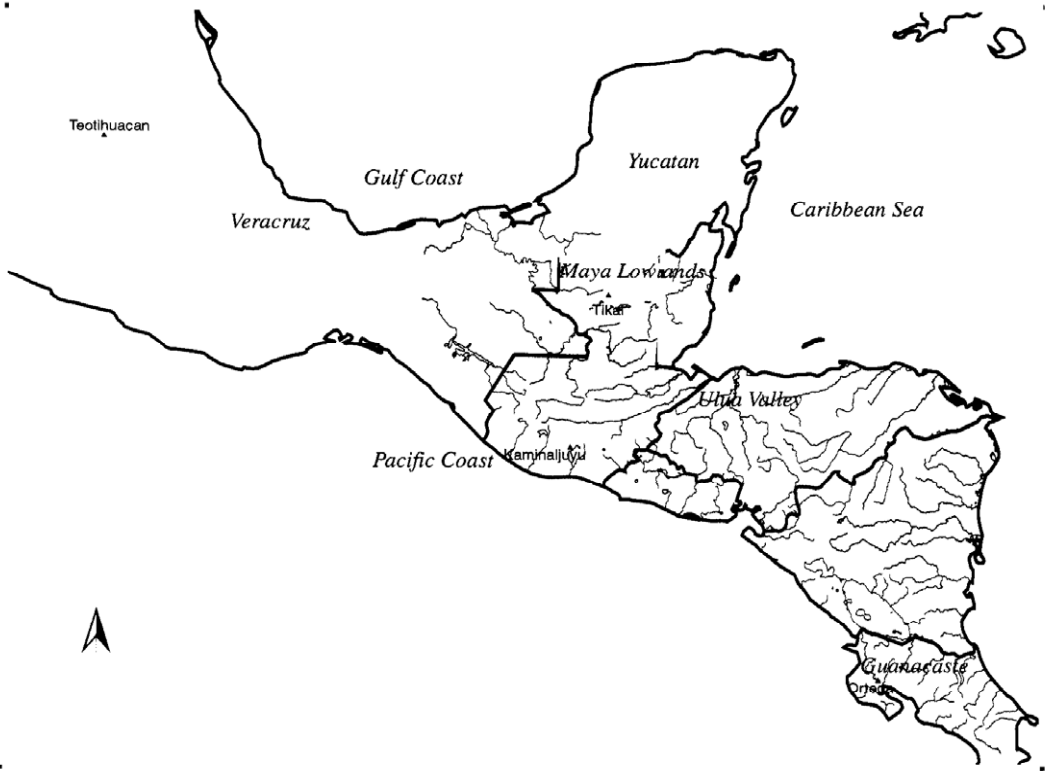 Teotihuacan
Yucatan
Gulf Coast
Caribbean Sea
Veracruz
Maya Lowlands
Tikal
Ulua Valley
Pacific Coast
Kaminaljuyu
Guanacaste
Ortega